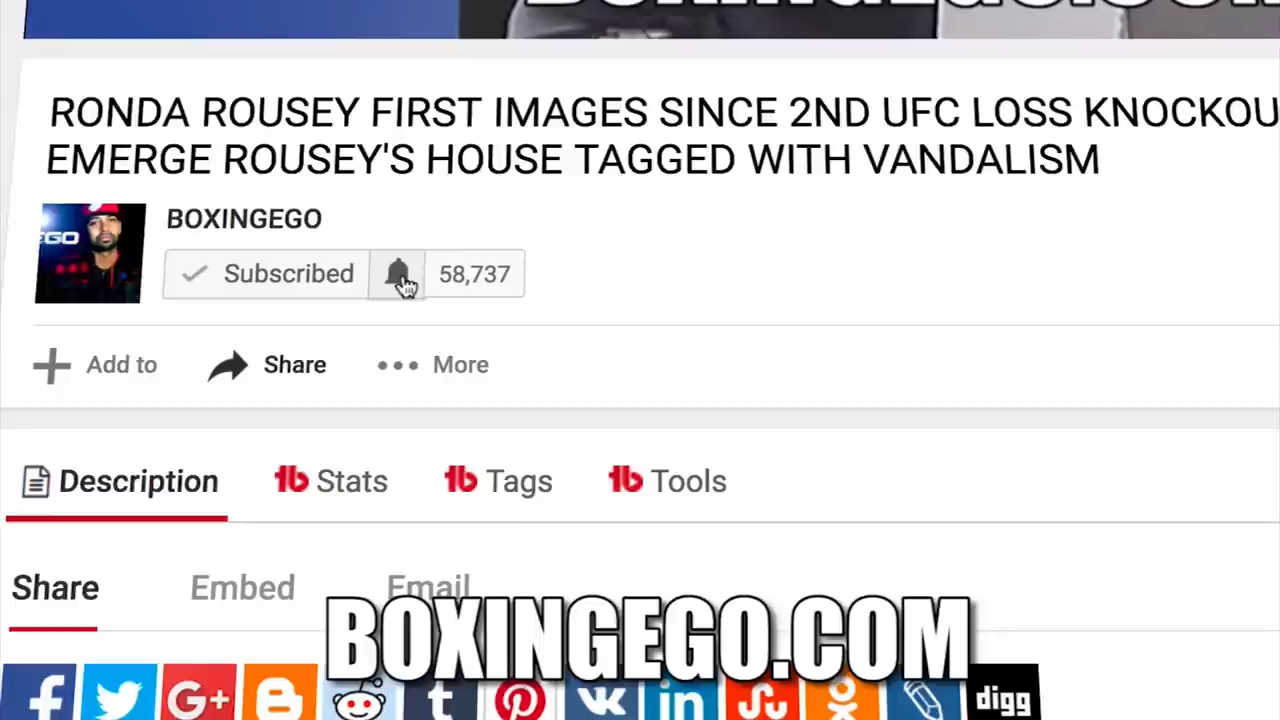 RONDA ROUSEY FIRST IMAGES SINCE 2ND UFC LOSS
EMERGE ROUSEY'S HOUSE TAGGED WITH VANDALISM
EGO
BOXINGEGO
Subscribed
58,737
Add to
Share
More
Description
Stats
Tags
Tools
Share
Embed
Email
BOXINGEGO.COM
digg